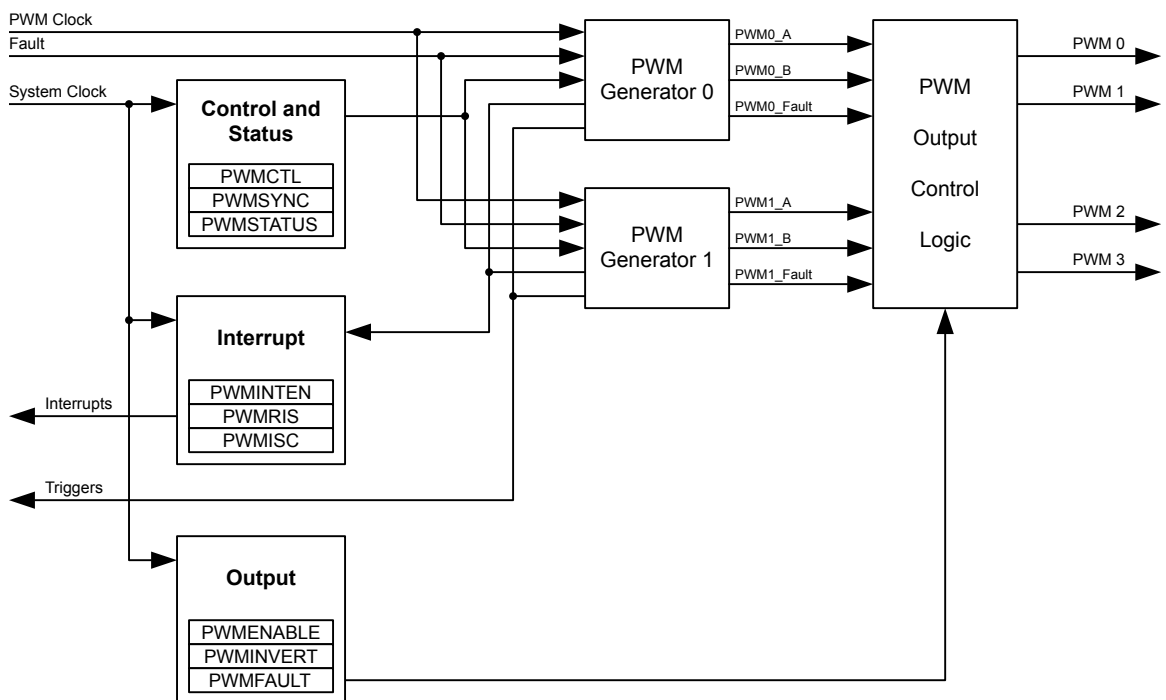 PWM Clock
Fault
System Clock
Control and
Status
PWMCTL
PWMSYNC
PWMSTATUS
Interrupt
PWMINTEN
PWMRIS
PWMISC
Interrupts
Triggers
Output
PWMENABLE
PWMINVERT
PWMFAULT
PWM
Generator 0
PWM0_A
PWM0_B
PWM0_Fault
PWM
Generator 1
PWM1_A
PWM1_B
PWM1_Fault
PWM
Output
Control
Logic
PWM 0
PWM 1
PWM 2
PWM 3